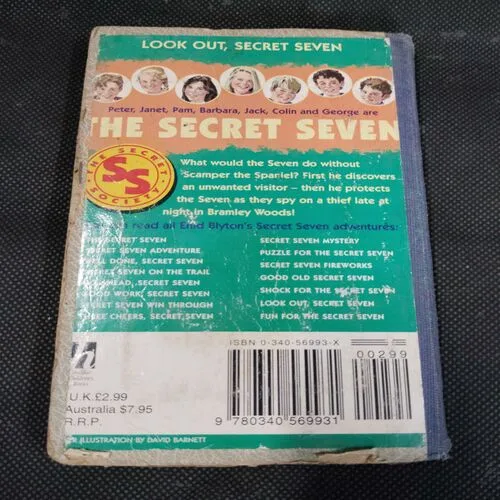 LOOK OUT, SECRET SEVEN
Peter, Janet, Pam, Barbara, Jack, Colin and George are
THE SECRET SEVEN
THE SECRET
SS
SOCIETY
What would the Seven do without
Scamper the Spaniel? First he discovers
an unwanted visitor – then he protects
the Seven as they spy on a thief late at
night in Bramley Woods!
read all Enid Blyton's Secret Seven adventures:
THE SECRET SEVEN
SECRET SEVEN ADVENTURE
WELL DONE, SECRET SEVEN
SECRET SEVEN ON THE TRAIL
GO AHEAD, SECRET SEVEN
GOOD WORK, SECRET SEVEN
SECRET SEVEN WIN THROUGH
THREE CHEERS, SECRET SEVEN
SECRET SEVEN MYSTERY
PUZZLE FOR THE SECRET SEVEN
SECRET SEVEN FIREWORKS
GOOD OLD SECRET SEVEN
SHOCK FOR THE SECRET SEVEN
LOOK OUT, SECRET SEVEN
FUN FOR THE SECRET SEVEN
ISBN 0-340-56993-X
00299
9 780340 569931
Hodder
Children's
Books
U.K. £2.99
Australia $7.95
R.R.P.
ER ILLUSTRATION BY DAVID BARNETT